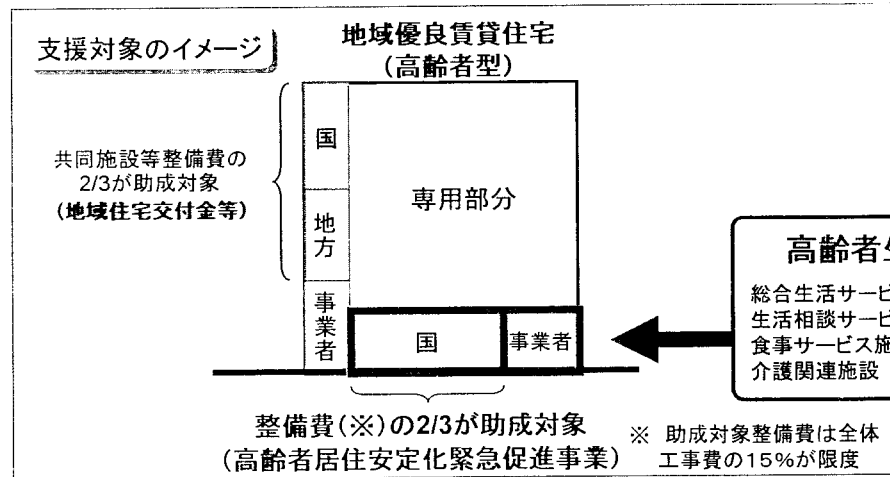 支援対象のイメージ
地域優良賃貸住宅
(高齢者型)
共同施設等整備費の
2/3が助成対象
(地域住宅交付金等)
国
地方
事業者
専用部分
国
事業者
高齢者生
総合生活サービ
生活相談サービ
食事サービス施
介護関連施設
整備費(※)の2/3が助成対象
(高齢者居住安定化緊急促進事業)
※ 助成対象整備費は全体
工事費の15%が限度